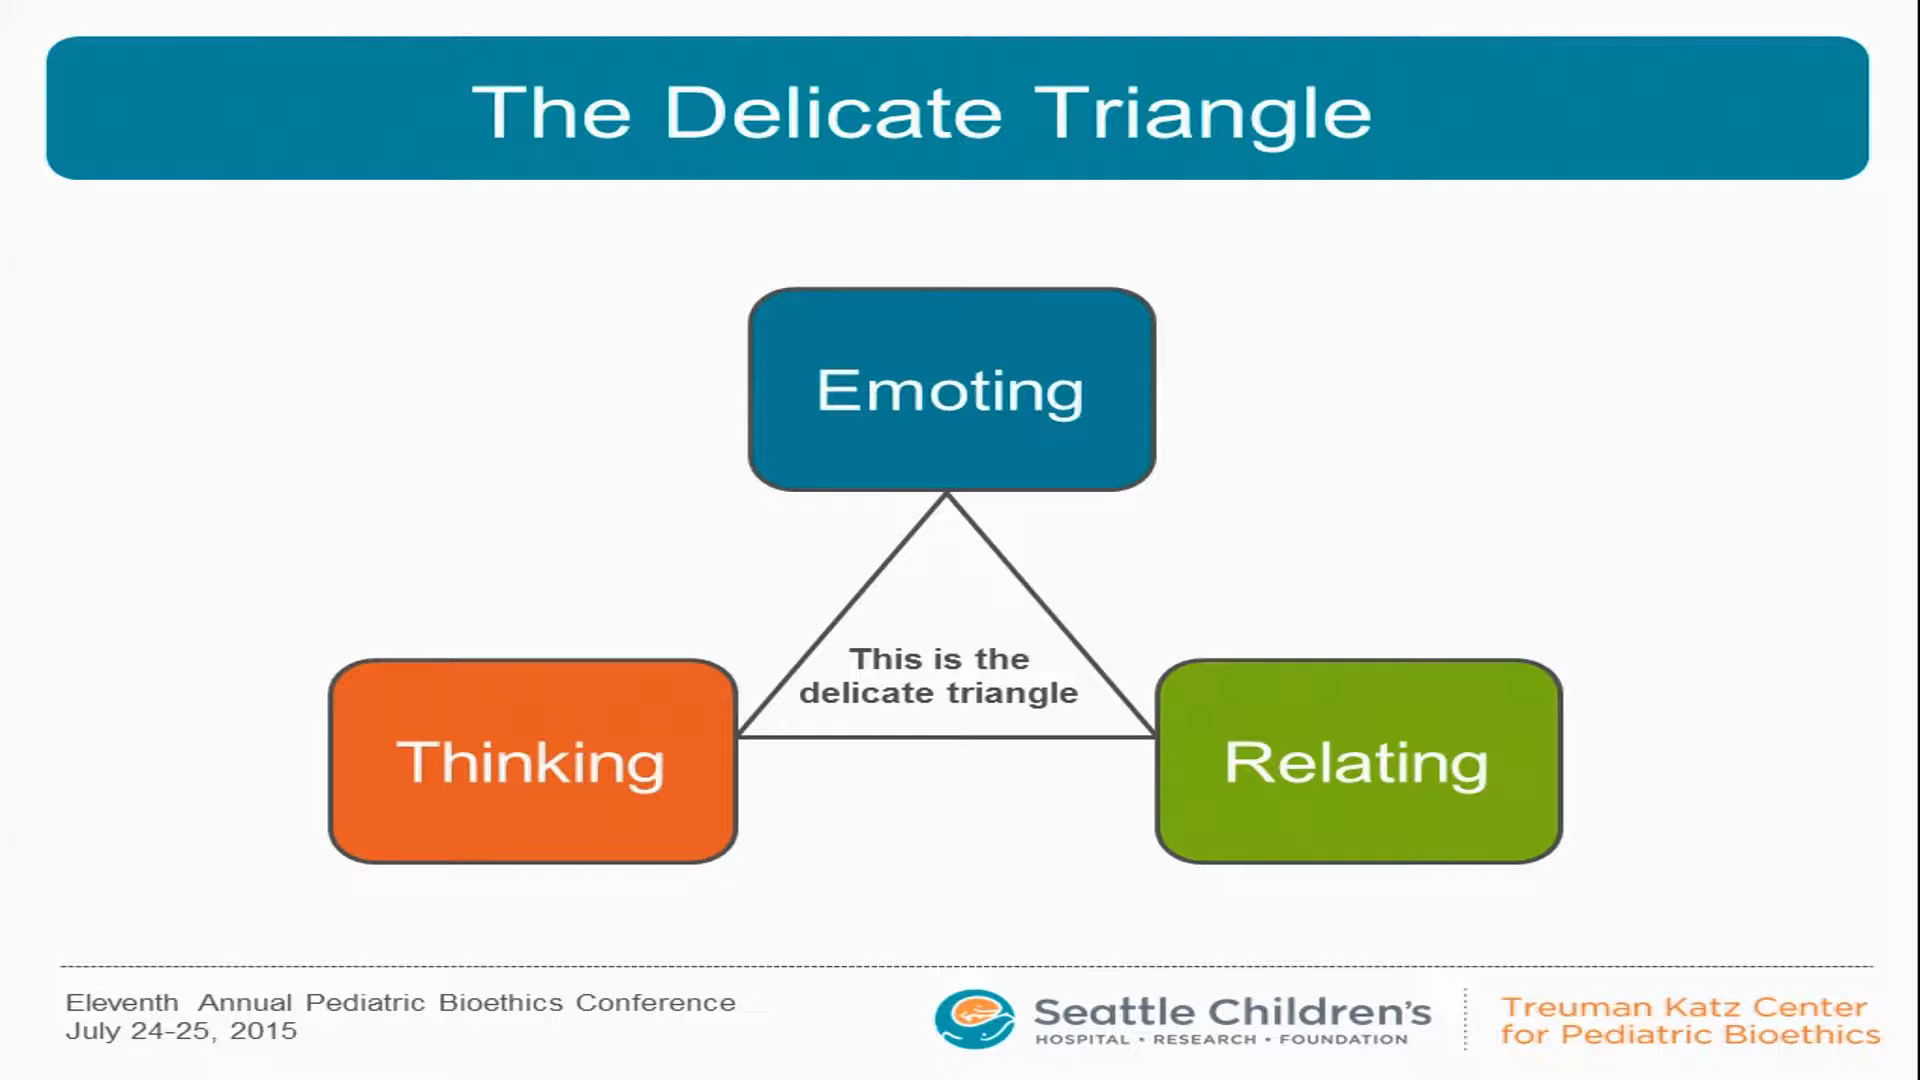 The Delicate Triangle
Emoting
This is the
delicate triangle
Thinking
Relating
Eleventh Annual Pediatric Bioethics Conference
July 24-25, 2015
Seattle Children's
HOSPITAL • RESEARCH • FOUNDATION
Treuman Katz Center
for Pediatric Bioethics